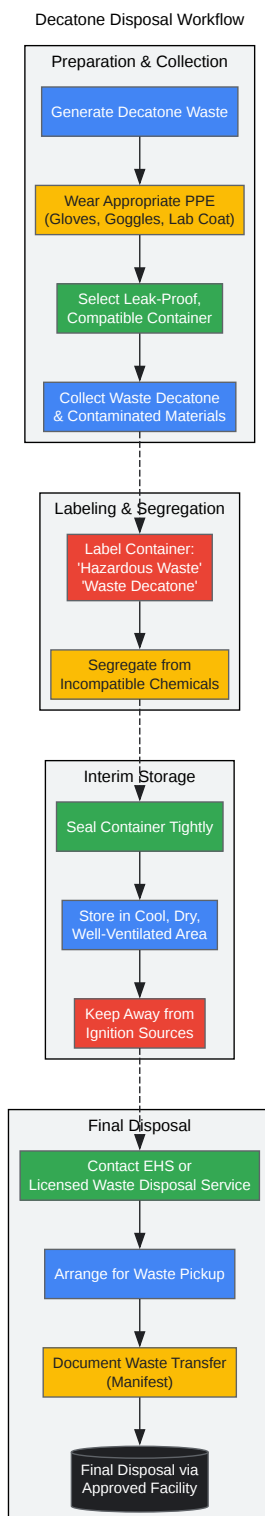 Decatone Disposal Workflow
Preparation & Collection
Generate Decatone Waste
Wear Appropriate PPE
(Gloves, Goggles, Lab Coat)
Select Leak-Proof,
Compatible Container
Collect Waste Decatone
& Contaminated Materials
Labeling & Segregation
Label Container:
'Hazardous Waste'
'Waste Decatone'
Segregate from
Incompatible Chemicals
Interim Storage
Seal Container Tightly
Store in Cool, Dry,
Well-Ventilated Area
Keep Away from
Ignition Sources
Final Disposal
Contact EHS or
Licensed Waste Disposal Service
Arrange for Waste Pickup
Document Waste Transfer
(Manifest)
Final Disposal via
Approved Facility